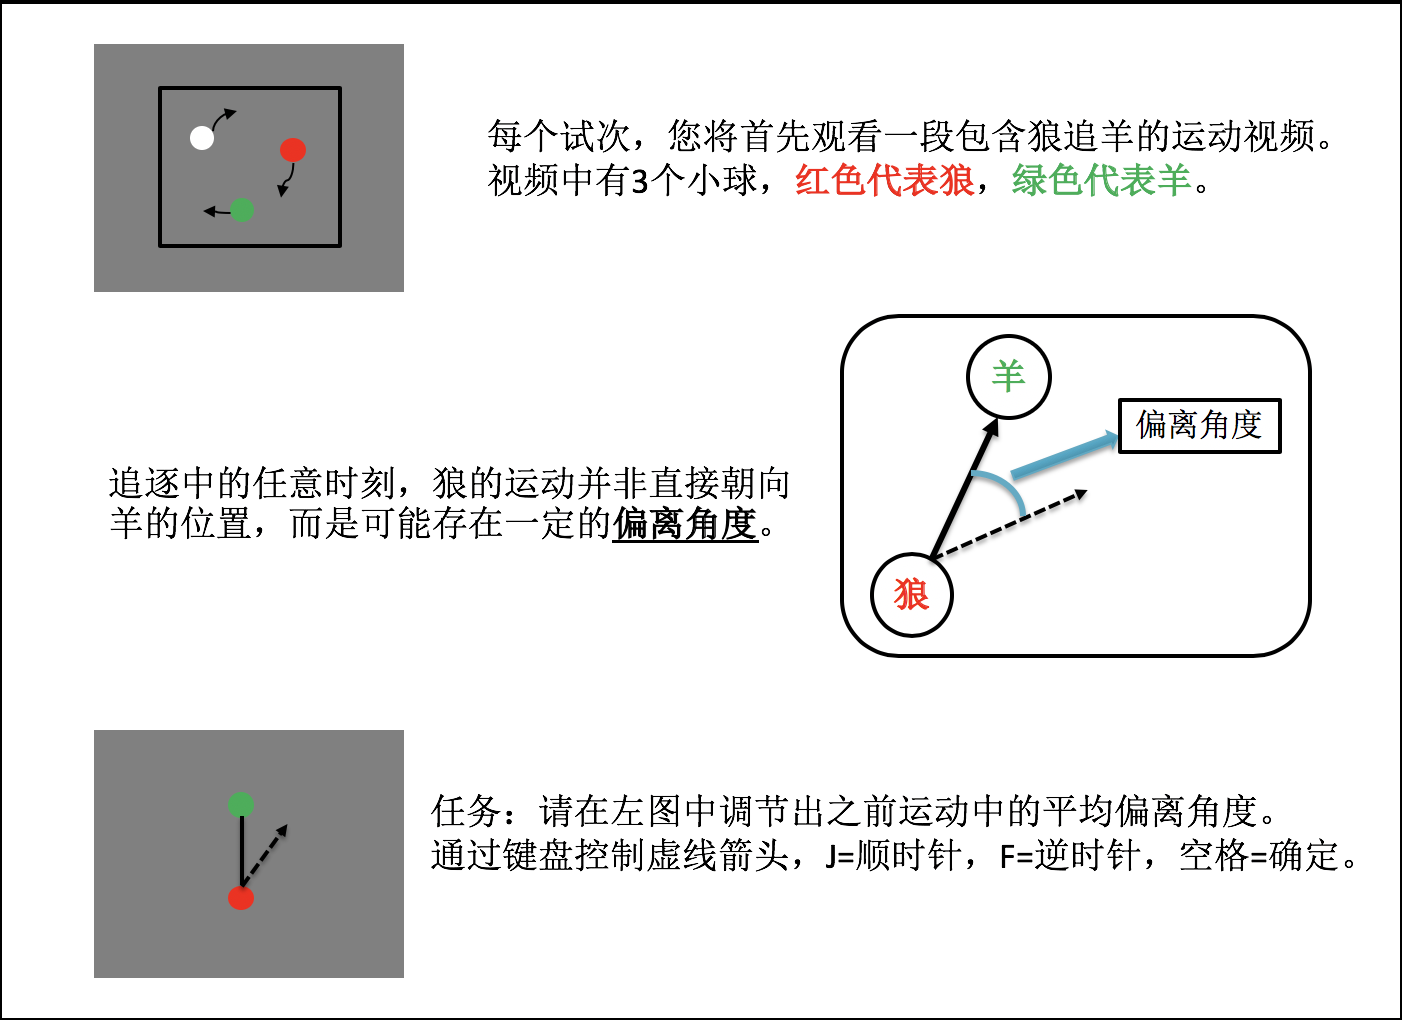 每个试次，您将首先观看一段包含狼追羊的运动视频。
视频中有3个小球，红色代表狼，绿色代表羊。
羊
偏离角度
狼
追逐中的任意时刻，狼的运动并非直接朝向
羊的位置，而是可能存在一定的偏离角度。
任务：请在左图中调节出之前运动中的平均偏离角度。
通过键盘控制虚线箭头，J=顺时针，F=逆时针，空格=确定。